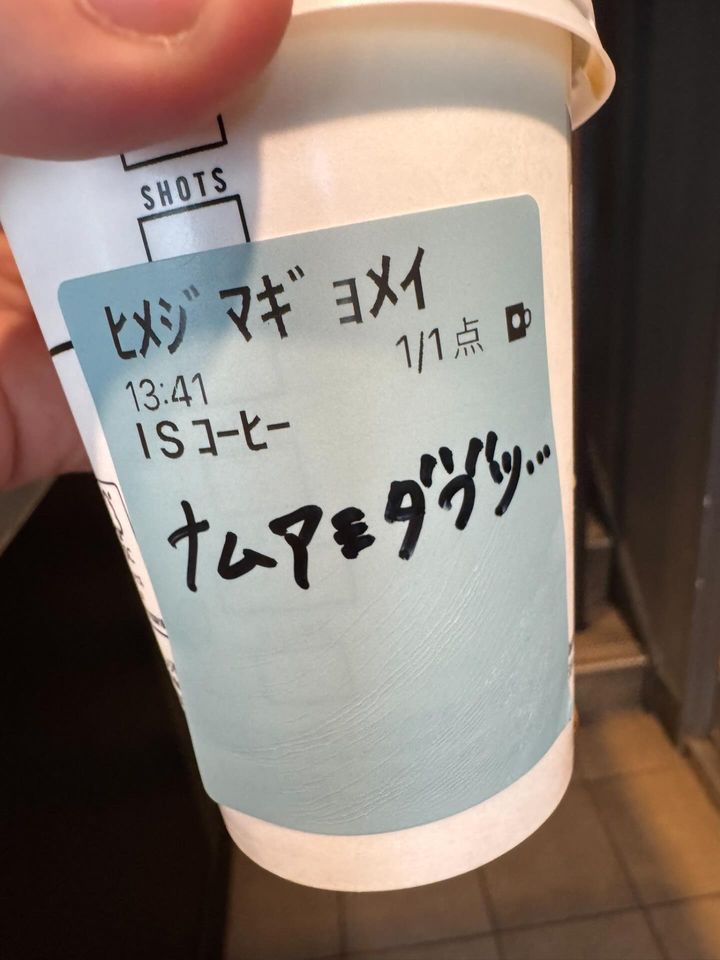 SHOTS
ヒメジ マギ ヨメイ
1/1点
13:41
ISコーヒー
ナムアミダブツ...